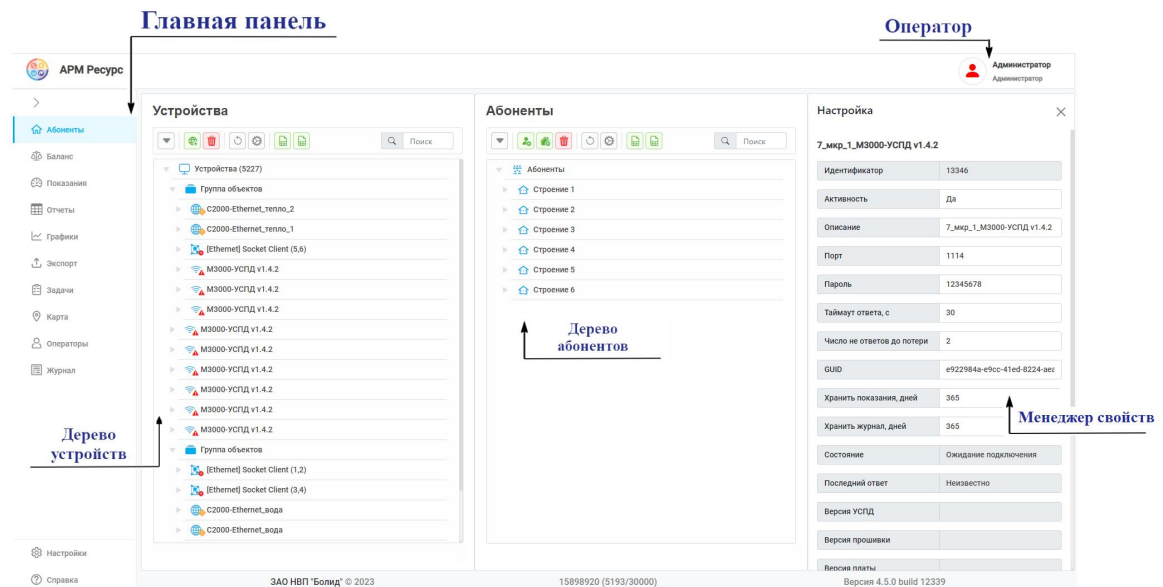 Главная панель
Оператор
АРМ Ресурс
Администратор
Администратор
Абоненты
Баланс
Показания
Отчеты
Графики
Экспорт
Задачи
Карта
Операторы
Журнал
Дерево
устройств
Настройки
Справка
Устройства
Поиск
Устройства (5227)
Группа объектов
С2000-Ethernet_тепло_2
С2000-Ethernet_тепло_1
[Ethernet] Socket Client (5,6)
М3000-УСПД v1.4.2
М3000-УСПД v1.4.2
М3000-УСПД v1.4.2
М3000-УСПД v1.4.2
М3000-УСПД v1.4.2
М3000-УСПД v1.4.2
М3000-УСПД v1.4.2
М3000-УСПД v1.4.2
М3000-УСПД v1.4.2
Группа объектов
[Ethernet] Socket Client (1,2)
[Ethernet] Socket Client (3,4)
С2000-Ethernet_вода
С2000-Ethernet_вода
Абоненты
Поиск
Абоненты
Строение 1
Строение 2
Строение 3
Строение 4
Строение 5
Строение 6
Дерево
абонентов
Настройка
7_мкр_1_М3000-УСПД v1.4.2
Идентификатор 13346
Активность Да
Описание 7_мкр_1_М3000-УСПД v1.4.2
Порт 1114
Пароль 12345678
Таймаут ответа, с 30
Число не ответов до потери 2
GUID e922984a-e9cc-41ed-8224-aea
Хранить показания, дней 365
Менеджер свойств
Хранить журнал, дней 365
Состояние Ожидание подключения
Последний ответ Неизвестно
Версия УСПД
Версия прошивки
Версия платы
ЗАО НВП "Болид" © 2023
15898920 (5193/30000)
Версия 4.5.0 build 12339